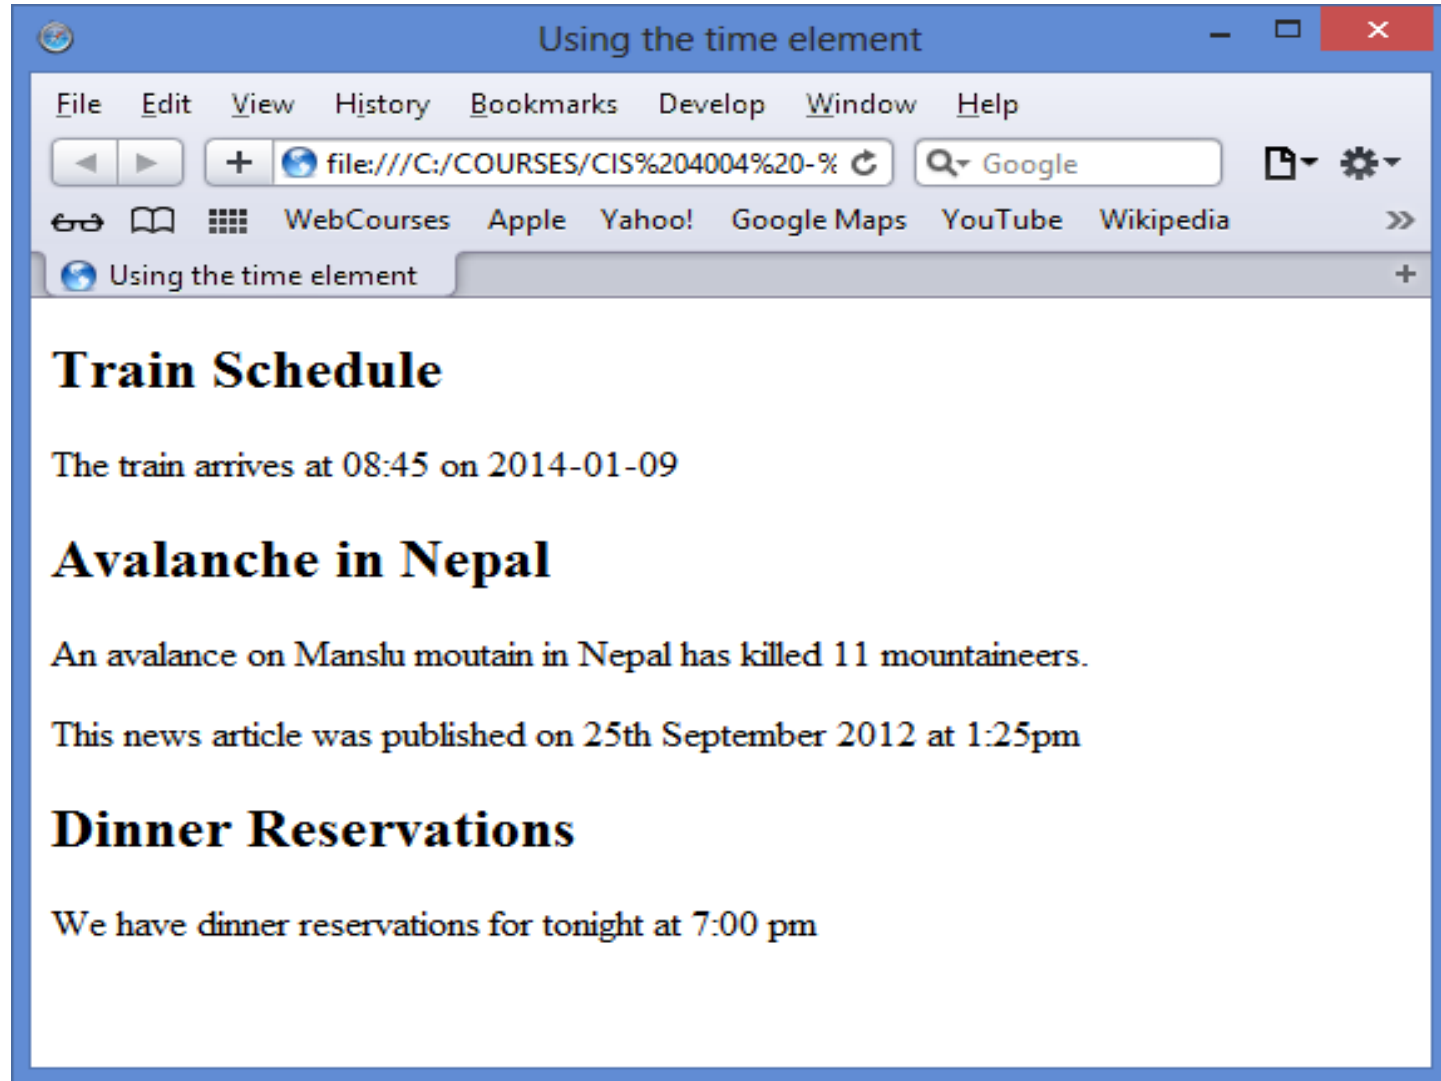 Using the time element
File Edit View History Bookmarks Develop Window Help
file:///C:/COURSES/CIS%204004%20-% Google
WebCourses Apple Yahoo! Google Maps YouTube Wikipedia
Using the time element
Train Schedule
The train arrives at 08:45 on 2014-01-09
Avalanche in Nepal
An avalance on Manslu moutain in Nepal has killed 11 mountaineers.
This news article was published on 25th September 2012 at 1:25pm
Dinner Reservations
We have dinner reservations for tonight at 7:00 pm